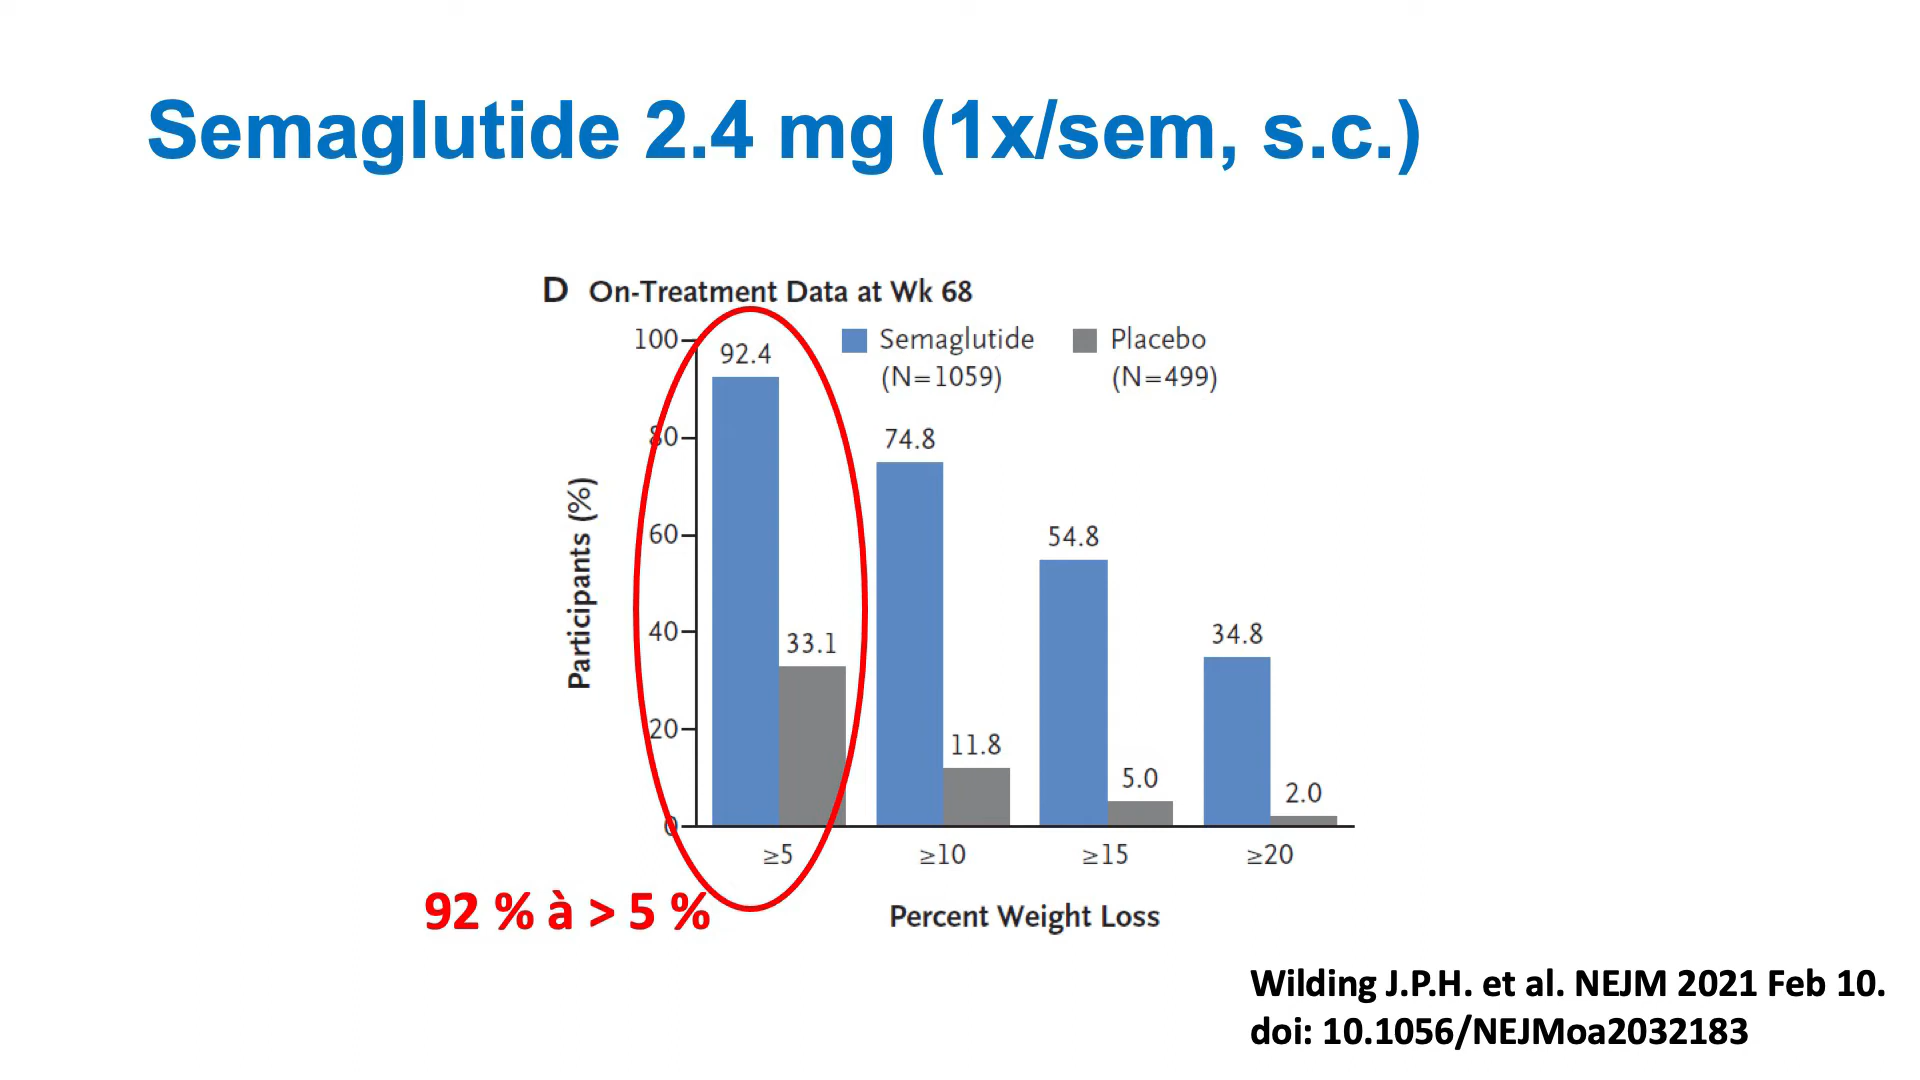 Semaglutide 2.4 mg (1x/sem, s.c.)
D On-Treatment Data at Wk 68
Semaglutide
(N=1059)
Placebo
(N=499)
Participants (%)
100
80
60
40
20
0
92.4
33.1
74.8
11.8
54.8
5.0
34.8
2.0
≥5
≥10
≥15
≥20
Percent Weight Loss
92 % à > 5 %
Wilding J.P.H. et al. NEJM 2021 Feb 10.
doi: 10.1056/NEJMoa2032183